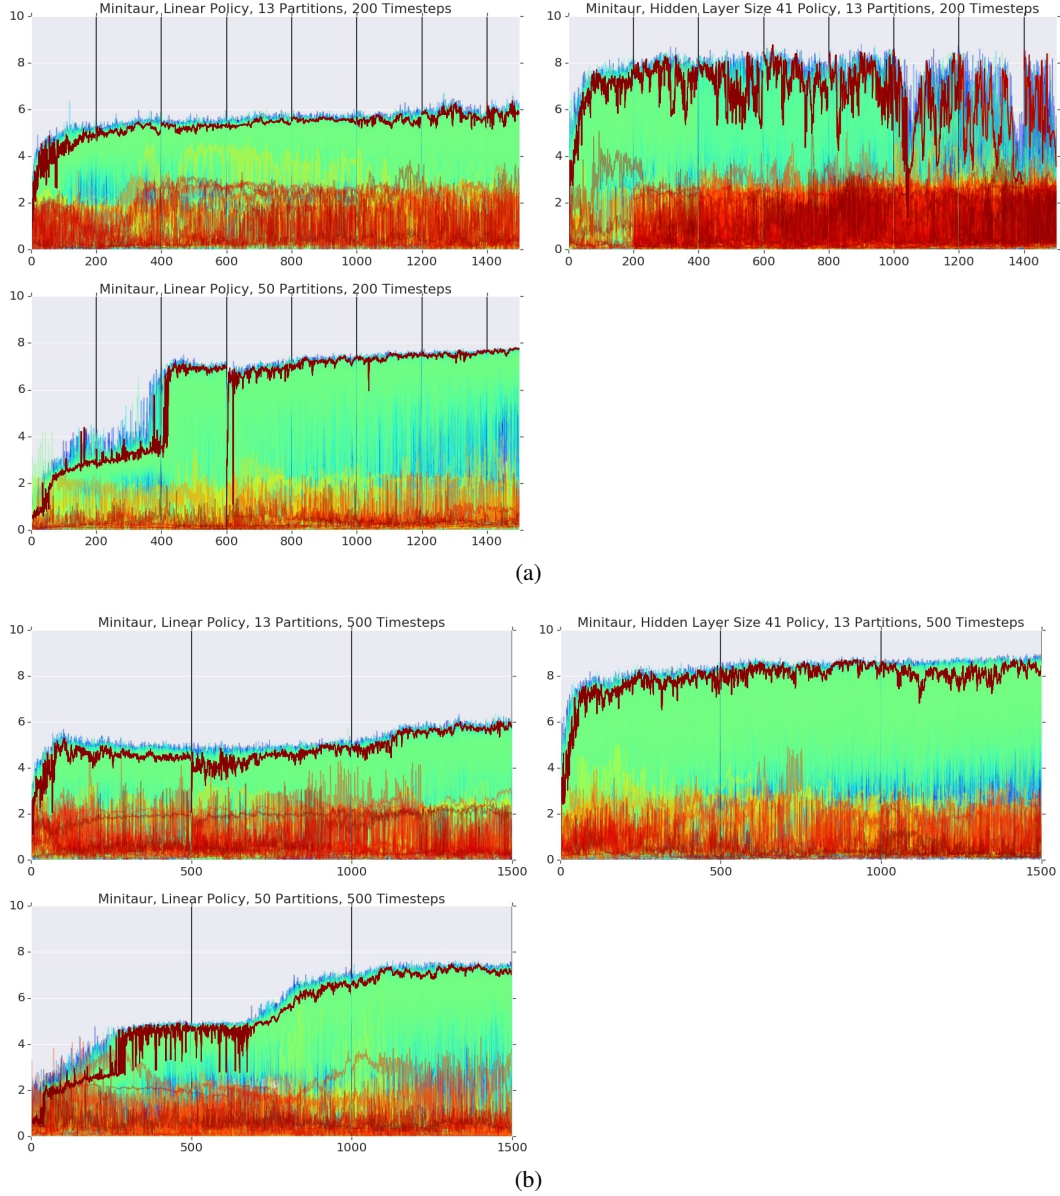 Minitaur, Linear Policy, 13 Partitions, 200 Timesteps
10
8
6
4
2
0
0 200 400 600 800 1000 1200 1400
Minitaur, Hidden Layer Size 41 Policy, 13 Partitions, 200 Timesteps
10
8
6
4
2
0
0 200 400 600 800 1000 1200 1400
Minitaur, Linear Policy, 50 Partitions, 200 Timesteps
10
8
6
4
2
0
0 200 400 600 800 1000 1200 1400
(a)
Minitaur, Linear Policy, 13 Partitions, 500 Timesteps
10
8
6
4
2
0
0 500 1000 1500
Minitaur, Hidden Layer Size 41 Policy, 13 Partitions, 500 Timesteps
10
8
6
4
2
0
0 500 1000 1500
Minitaur, Linear Policy, 50 Partitions, 500 Timesteps
10
8
6
4
2
0
0 500 1000 1500
(b)